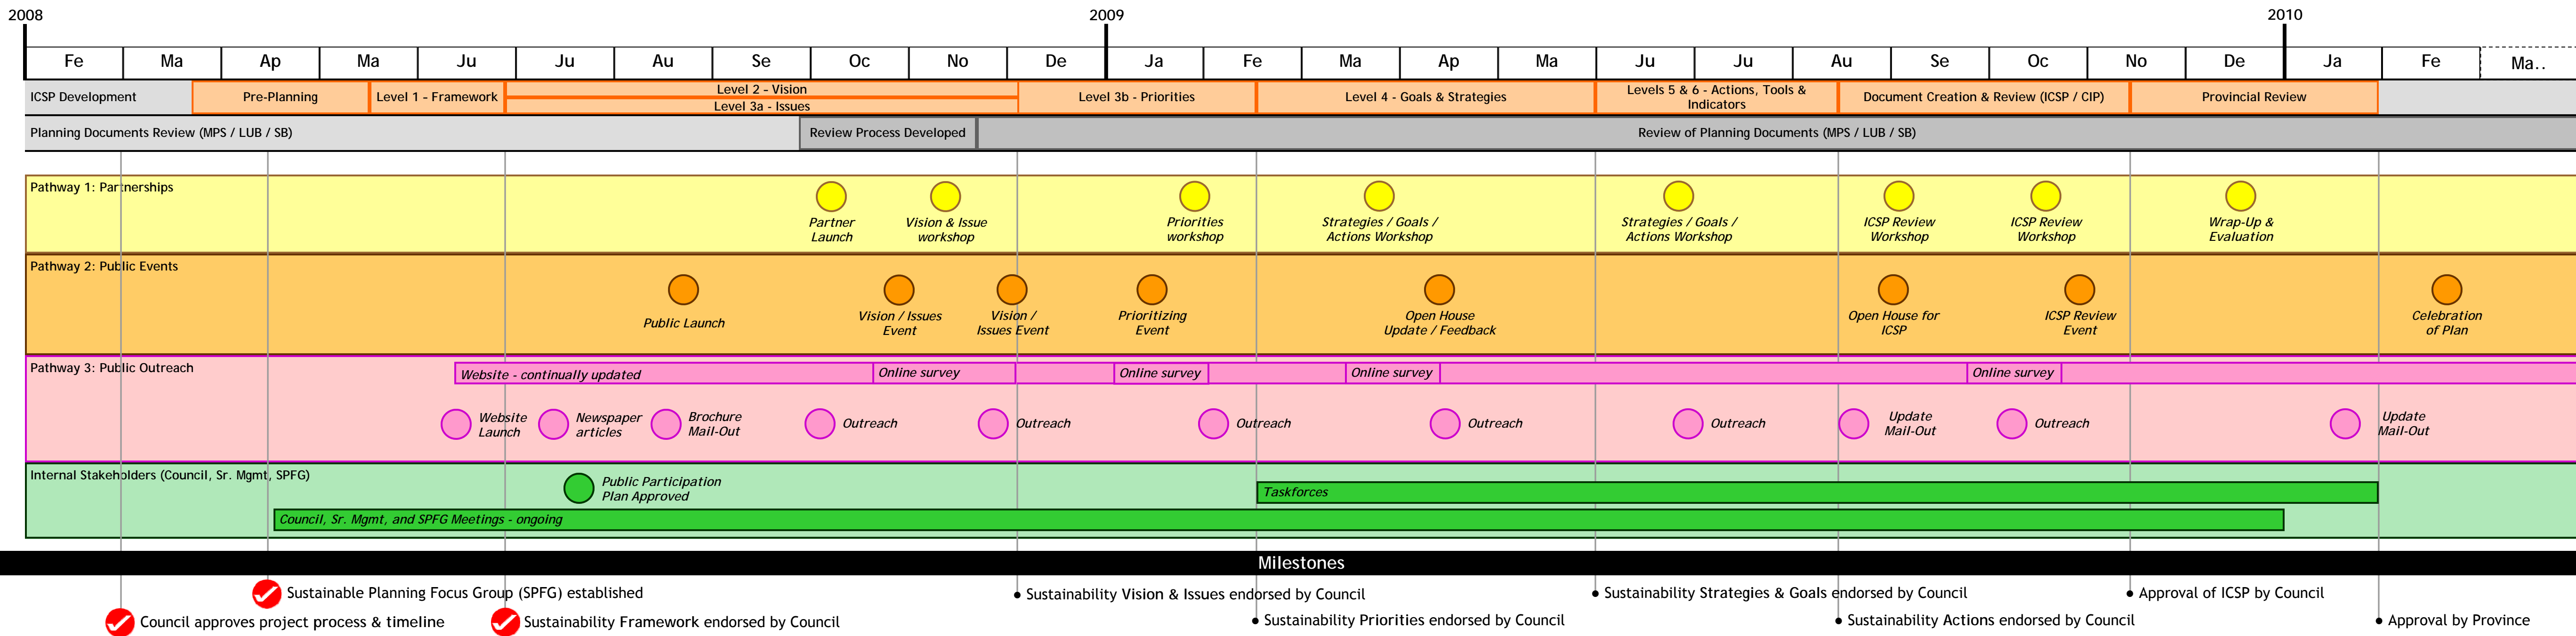 2008
2009
2010
Fe Ma Ap Ma Ju Ju Au Se Oc No De Ja Fe Ma Ap Ma Ju Ju Au Se Oc No De Ja Fe Ma..
ICSP Development
Pre-Planning
Level 1 - Framework
Level 2 - Vision
Level 3a - Issues
Level 3b - Priorities
Level 4 - Goals & Strategies
Levels 5 & 6 - Actions, Tools &
Indicators
Document Creation & Review (ICSP / CIP)
Provincial Review
Planning Documents Review (MPS / LUB / SB)
Review Process Developed
Review of Planning Documents (MPS / LUB / SB)
Pathway 1: Partnerships
Partner
Launch
Vision & Issue
workshop
Priorities
workshop
Strategies / Goals /
Actions Workshop
Strategies / Goals /
Actions Workshop
ICSP Review
Workshop
ICSP Review
Workshop
Wrap-Up &
Evaluation
Pathway 2: Public Events
Public Launch
Vision / Issues
Event
Vision /
Issues Event
Prioritizing
Event
Open House
Update / Feedback
Open House for
ICSP
ICSP Review
Event
Celebration
of Plan
Pathway 3: Public Outreach
Website - continually updated
Online survey
Online survey
Online survey
Online survey
Website
Launch
Newspaper
articles
Brochure
Mail-Out
Outreach
Outreach
Outreach
Outreach
Outreach
Update
Mail-Out
Outreach
Update
Mail-Out
Internal Stakeholders (Council, Sr. Mgmt, SPFG)
Public Participation
Plan Approved
Taskforces
Council, Sr. Mgmt, and SPFG Meetings - ongoing
Milestones
Sustainable Planning Focus Group (SPFG) established
Sustainability Vision & Issues endorsed by Council
Sustainability Strategies & Goals endorsed by Council
Approval of ICSP by Council
Council approves project process & timeline
Sustainability Framework endorsed by Council
Sustainability Priorities endorsed by Council
Sustainability Actions endorsed by Council
Approval by Province